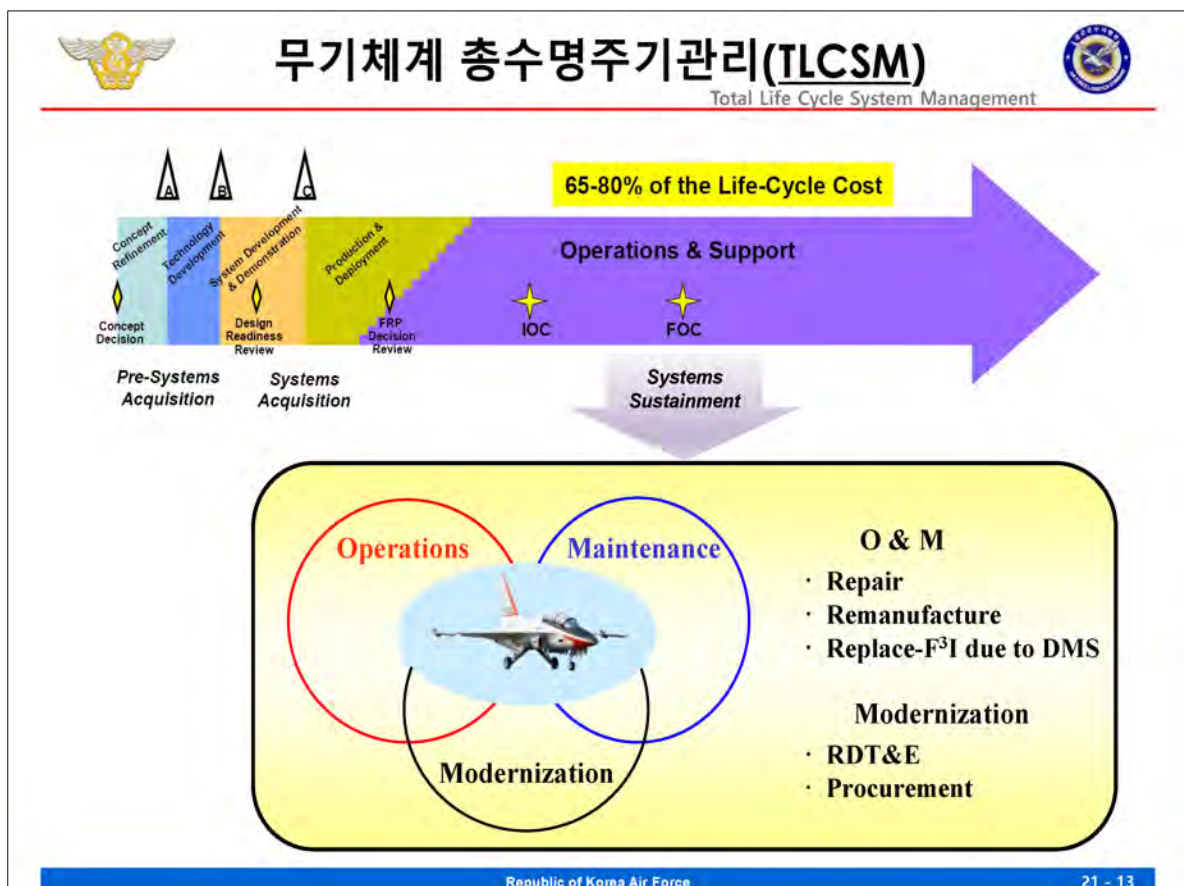 무기체계 총수명주기관리(TLCSM)
Total Life Cycle System Management
A
B
C
65-80% of the Life-Cycle Cost
Concept
Refinement
Technology
Development
System Development
& Demonstration
Production &
Deployment
Operations & Support
Concept
Decision
Design
Readiness
Review
FRP
Decision
Review
IOC
FOC
Pre-Systems
Acquisition
Systems
Acquisition
Systems
Sustainment
Operations
Maintenance
Modernization
O & M
· Repair
· Remanufacture
· Replace-F³I due to DMS
Modernization
· RDT&E
· Procurement
Republic of Korea Air Force
21 - 13